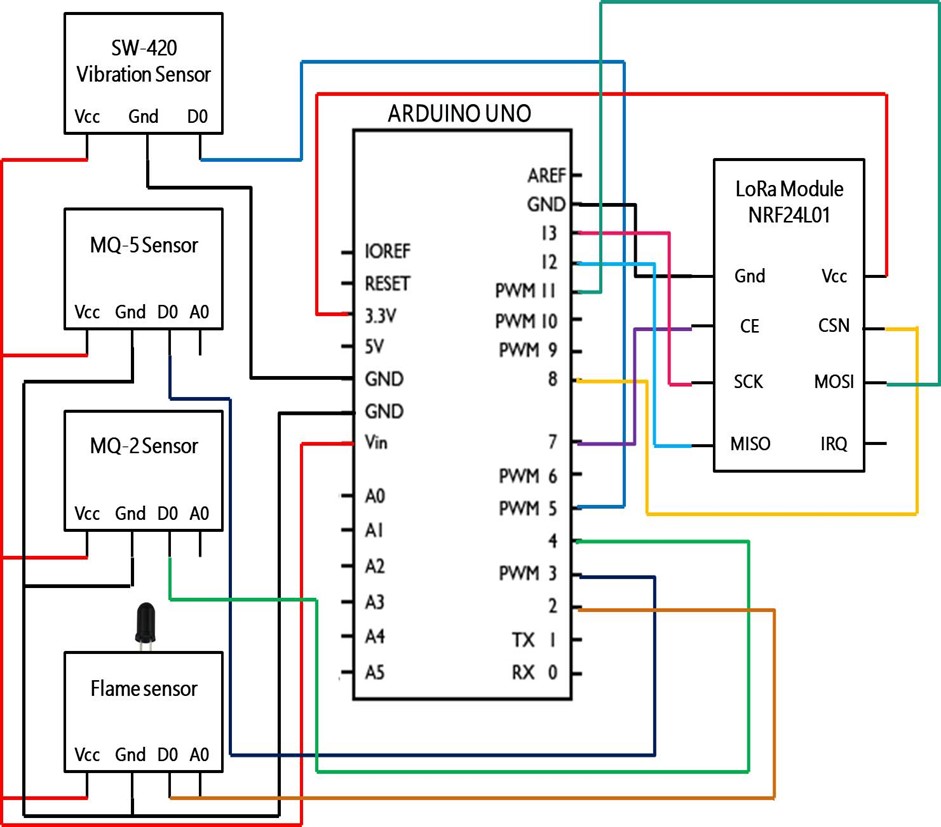 SW-420
Vibration Sensor
Vcc Gnd D0
MQ-5 Sensor
Vcc Gnd D0 A0
MQ-2 Sensor
Vcc Gnd D0 A0
Flame sensor
Vcc Gnd D0 A0
ARDUINO UNO
IOREF
RESET
3.3V
5V
GND
GND
Vin
A0
A1
A2
A3
A4
A5
AREF
GND
13
12
PWM 11
PWM 10
PWM 9
8
7
PWM 6
PWM 5
4
PWM 3
2
TX 1
RX 0
LoRa Module
NRF24L01
Gnd Vcc
CE CSN
SCK MOSI
MISO IRQ